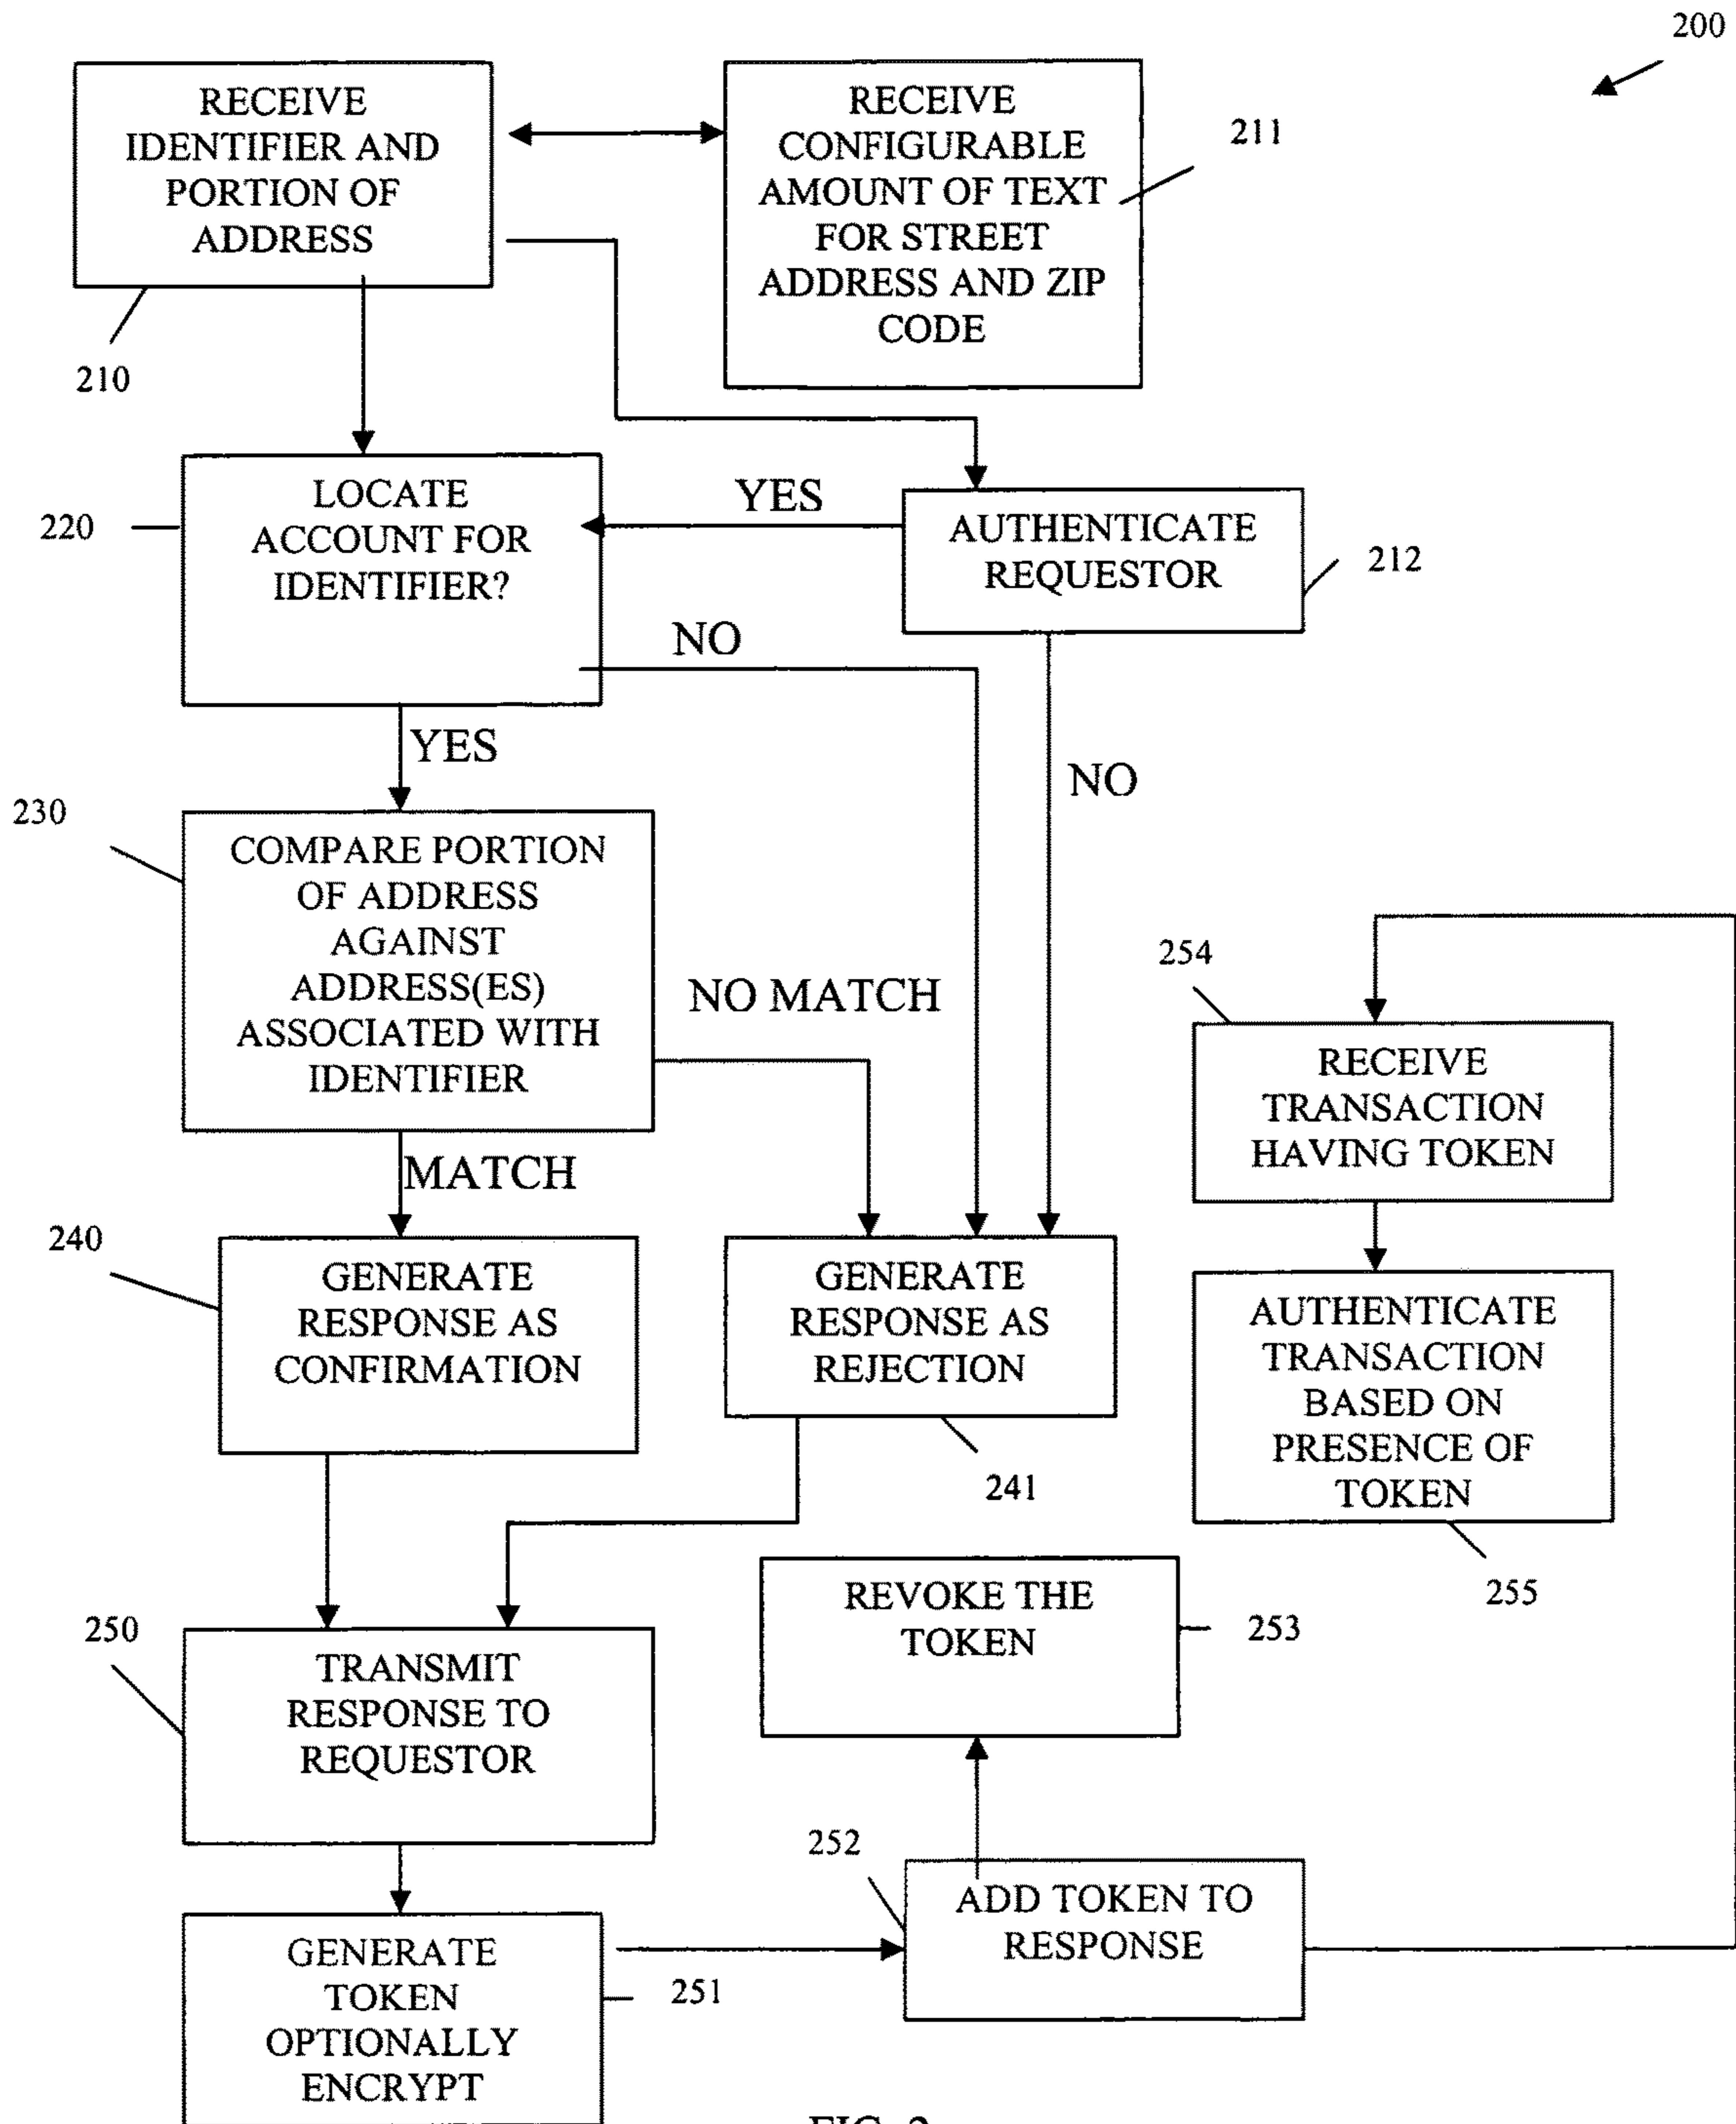 200
RECEIVE
IDENTIFIER AND
PORTION OF
ADDRESS
210
RECEIVE
CONFIGURABLE
AMOUNT OF TEXT
FOR STREET
ADDRESS AND ZIP
CODE
211
LOCATE
ACCOUNT FOR
IDENTIFIER?
220
YES
AUTHENTICATE
REQUESTOR
212
NO
YES
NO
230
COMPARE PORTION
OF ADDRESS
AGAINST
ADDRESS(ES)
ASSOCIATED WITH
IDENTIFIER
NO MATCH
MATCH
254
RECEIVE
TRANSACTION
HAVING TOKEN
240
GENERATE
RESPONSE AS
CONFIRMATION
GENERATE
RESPONSE AS
REJECTION
241
AUTHENTICATE
TRANSACTION
BASED ON
PRESENCE OF
TOKEN
255
REVOKE THE
TOKEN
253
250
TRANSMIT
RESPONSE TO
REQUESTOR
252
ADD TOKEN TO
RESPONSE
GENERATE
TOKEN
OPTIONALLY
ENCRYPT
251
FIG. 2